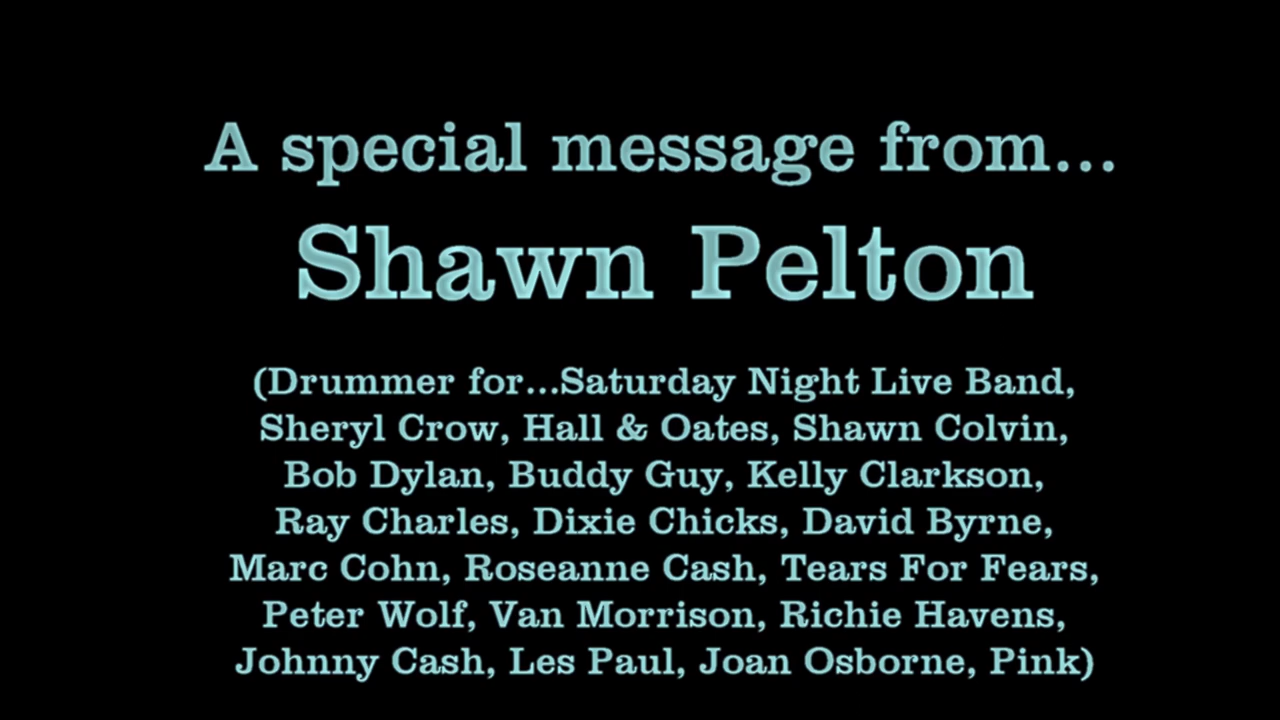 A special message from...
Shawn Pelton
(Drummer for...Saturday Night Live Band,
Sheryl Crow, Hall & Oates, Shawn Colvin,
Bob Dylan, Buddy Guy, Kelly Clarkson,
Ray Charles, Dixie Chicks, David Byrne,
Marc Cohn, Roseanne Cash, Tears For Fears,
Peter Wolf, Van Morrison, Richie Havens,
Johnny Cash, Les Paul, Joan Osborne, Pink)